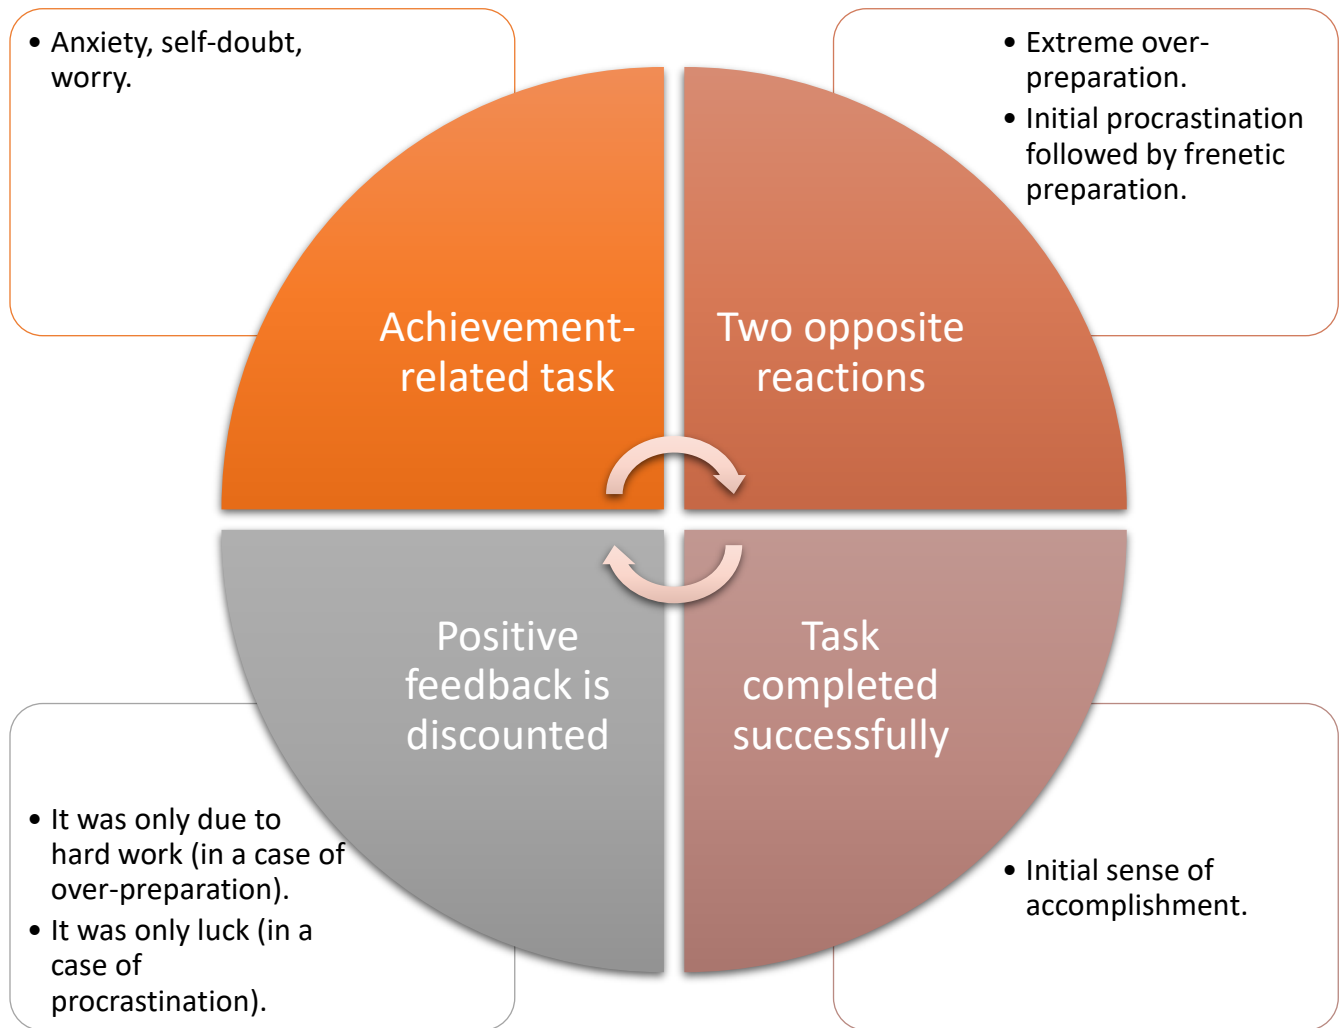 • Anxiety, self-doubt,
worry.
• Extreme over-
preparation.
• Initial procrastination
followed by frenetic
preparation.
Achievement-
related task
Two opposite
reactions
Positive
feedback is
discounted
Task
completed
successfully
• It was only due to
hard work (in a case of
over-preparation).
• It was only luck (in a
case of
procrastination).
• Initial sense of
accomplishment.